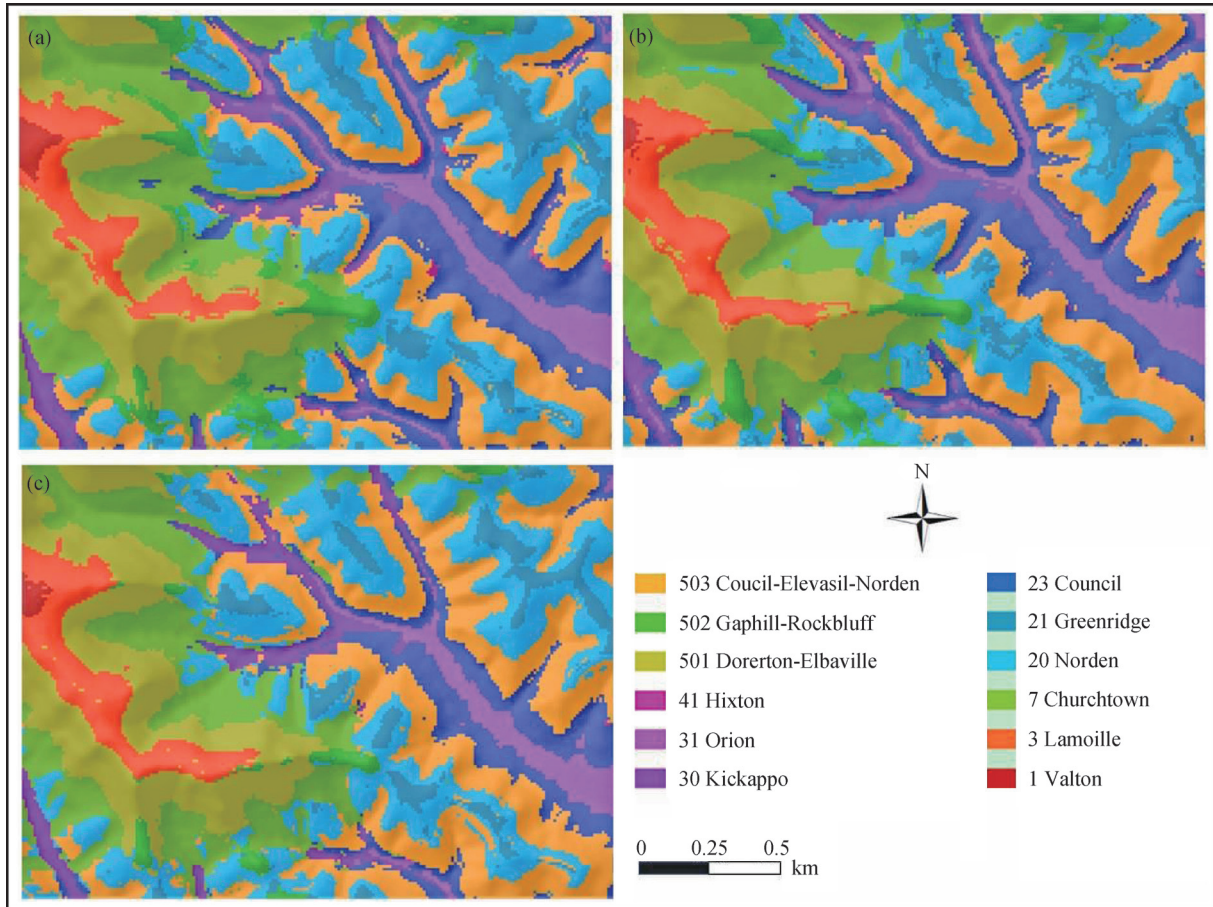 (a)
(b)
(c)
N
503 Coucil-Elevasil-Norden
502 Gaphill-Rockbluff
501 Dorerton-Elbaville
41 Hixton
31 Orion
30 Kickappo
23 Council
21 Greenridge
20 Norden
7 Churchtown
3 Lamoille
1 Valton
0 0.25 0.5
km